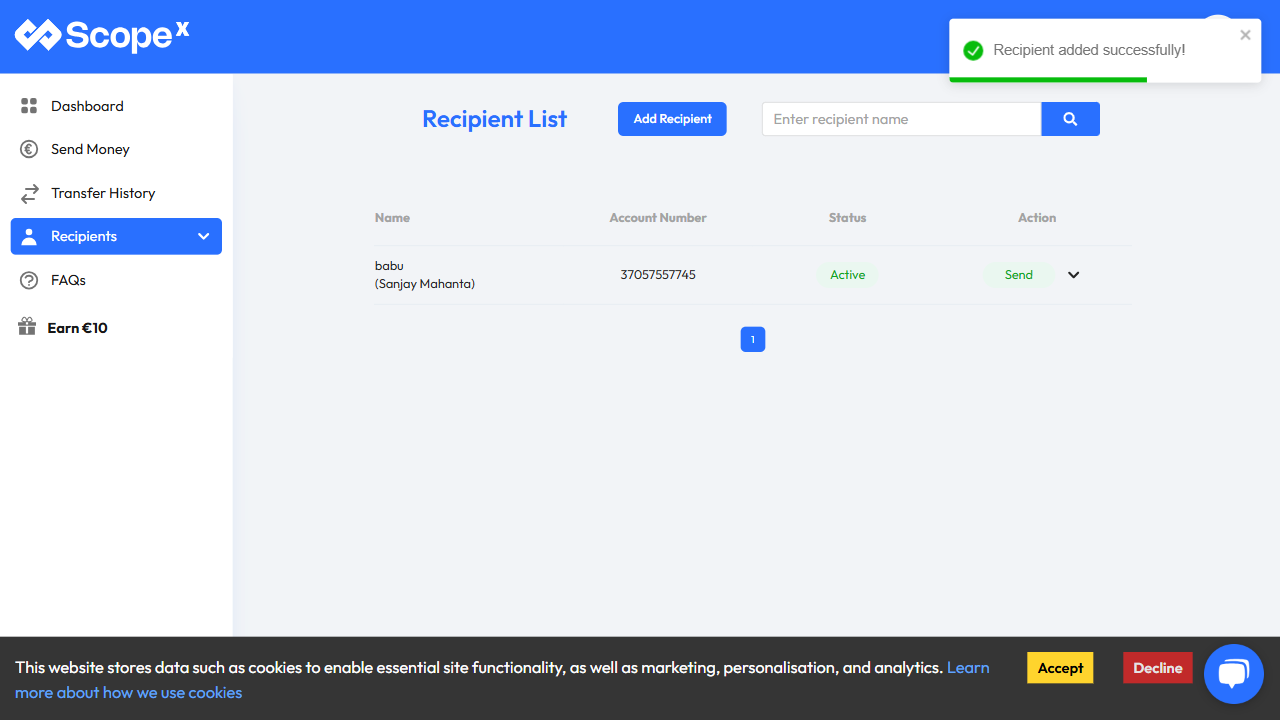 Scope x
Recipient added successfully!
Dashboard
Send Money
Transfer History
Recipients
FAQs
Earn €10
Recipient List
Add Recipient
Enter recipient name
Name Account Number Status Action
babu
(Sanjay Mahanta)
37057557745
Active
Send
1
This website stores data such as cookies to enable essential site functionality, as well as marketing, personalisation, and analytics. Learn
more about how we use cookies
Accept
Decline